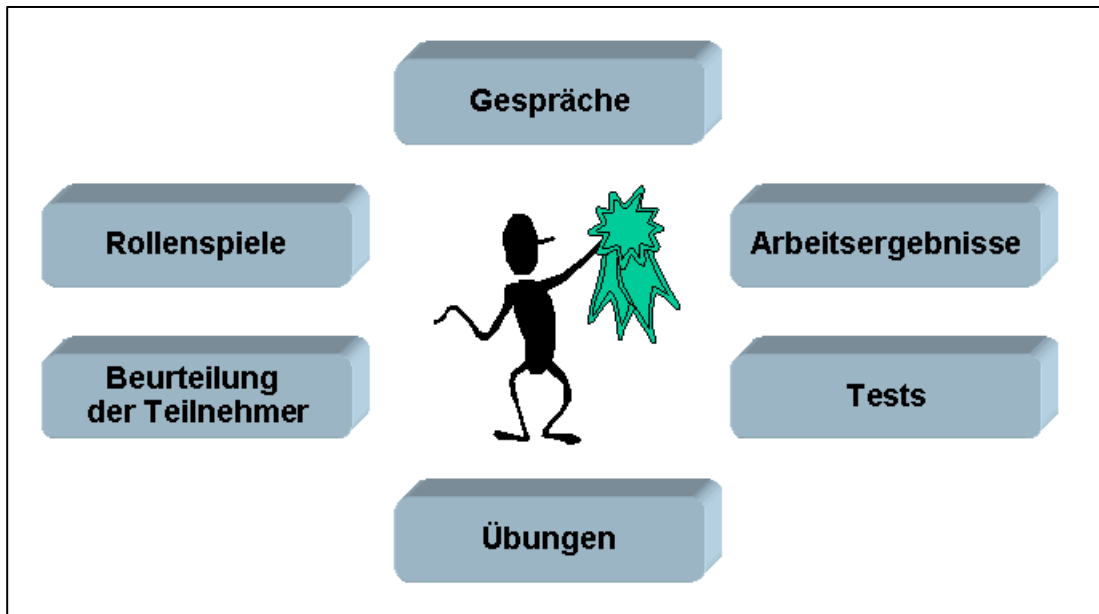 Gespräche
Rollenspiele
Arbeitsergebnisse
Beurteilung
der Teilnehmer
Tests
Übungen